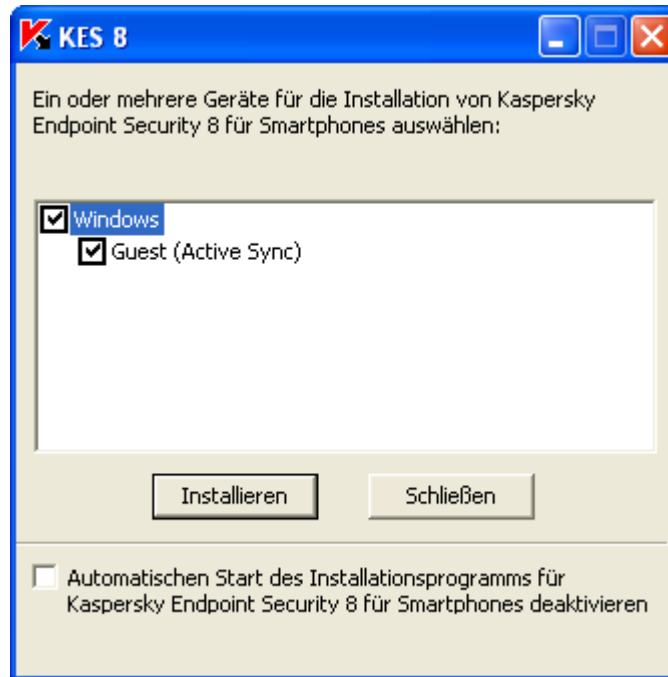 KES 8
Ein oder mehrere Geräte für die Installation von Kaspersky
Endpoint Security 8 für Smartphones auswählen:
Windows
Guest (Active Sync)
Installieren
Schließen
Automatischen Start des Installationsprogramms für
Kaspersky Endpoint Security 8 für Smartphones deaktivieren